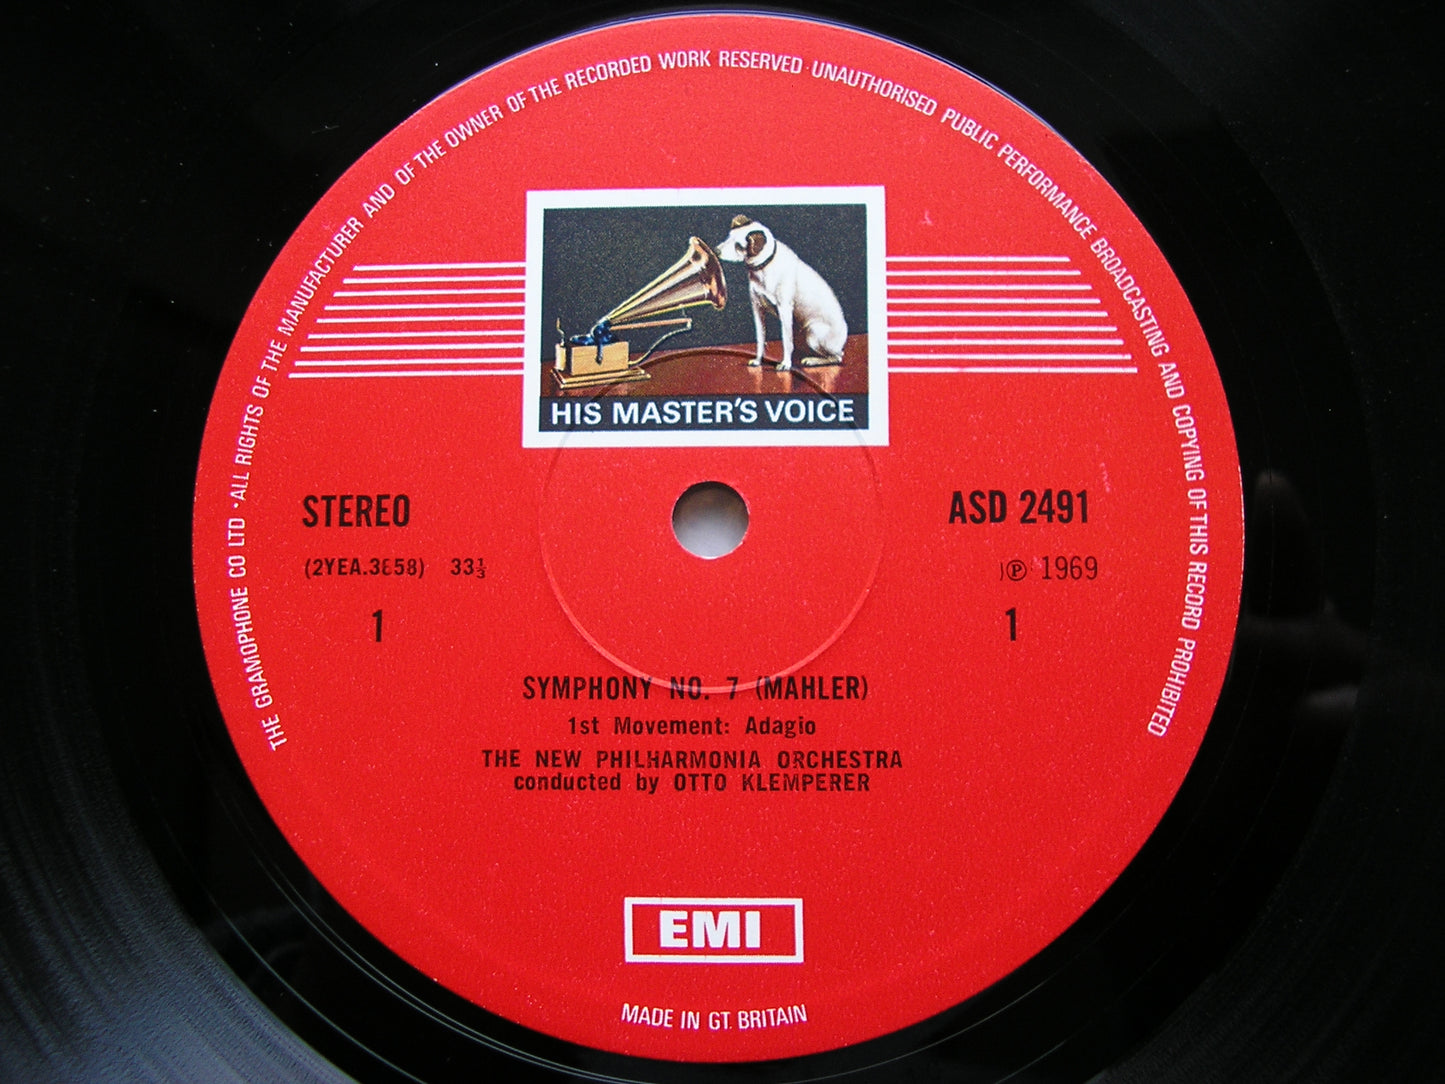 THE GRAMOPHONE CO LTD · ALL RIGHTS OF THE MANUFACTURER AND OF THE OWNER OF THE RECORDED WORK RESERVED · UNAUTHORISED PUBLIC PERFORMANCE BROADCASTING AND COPYING OF THIS RECORD PROHIBITED
HIS MASTER'S VOICE
STEREO ASD 2491
(2YEA.3658) 33⅓ ℗ 1969
1 1
SYMPHONY NO. 7 (MAHLER)
1st Movement: Adagio
THE NEW PHILHARMONIA ORCHESTRA
conducted by OTTO KLEMPERER
EMI
MADE IN GT. BRITAIN